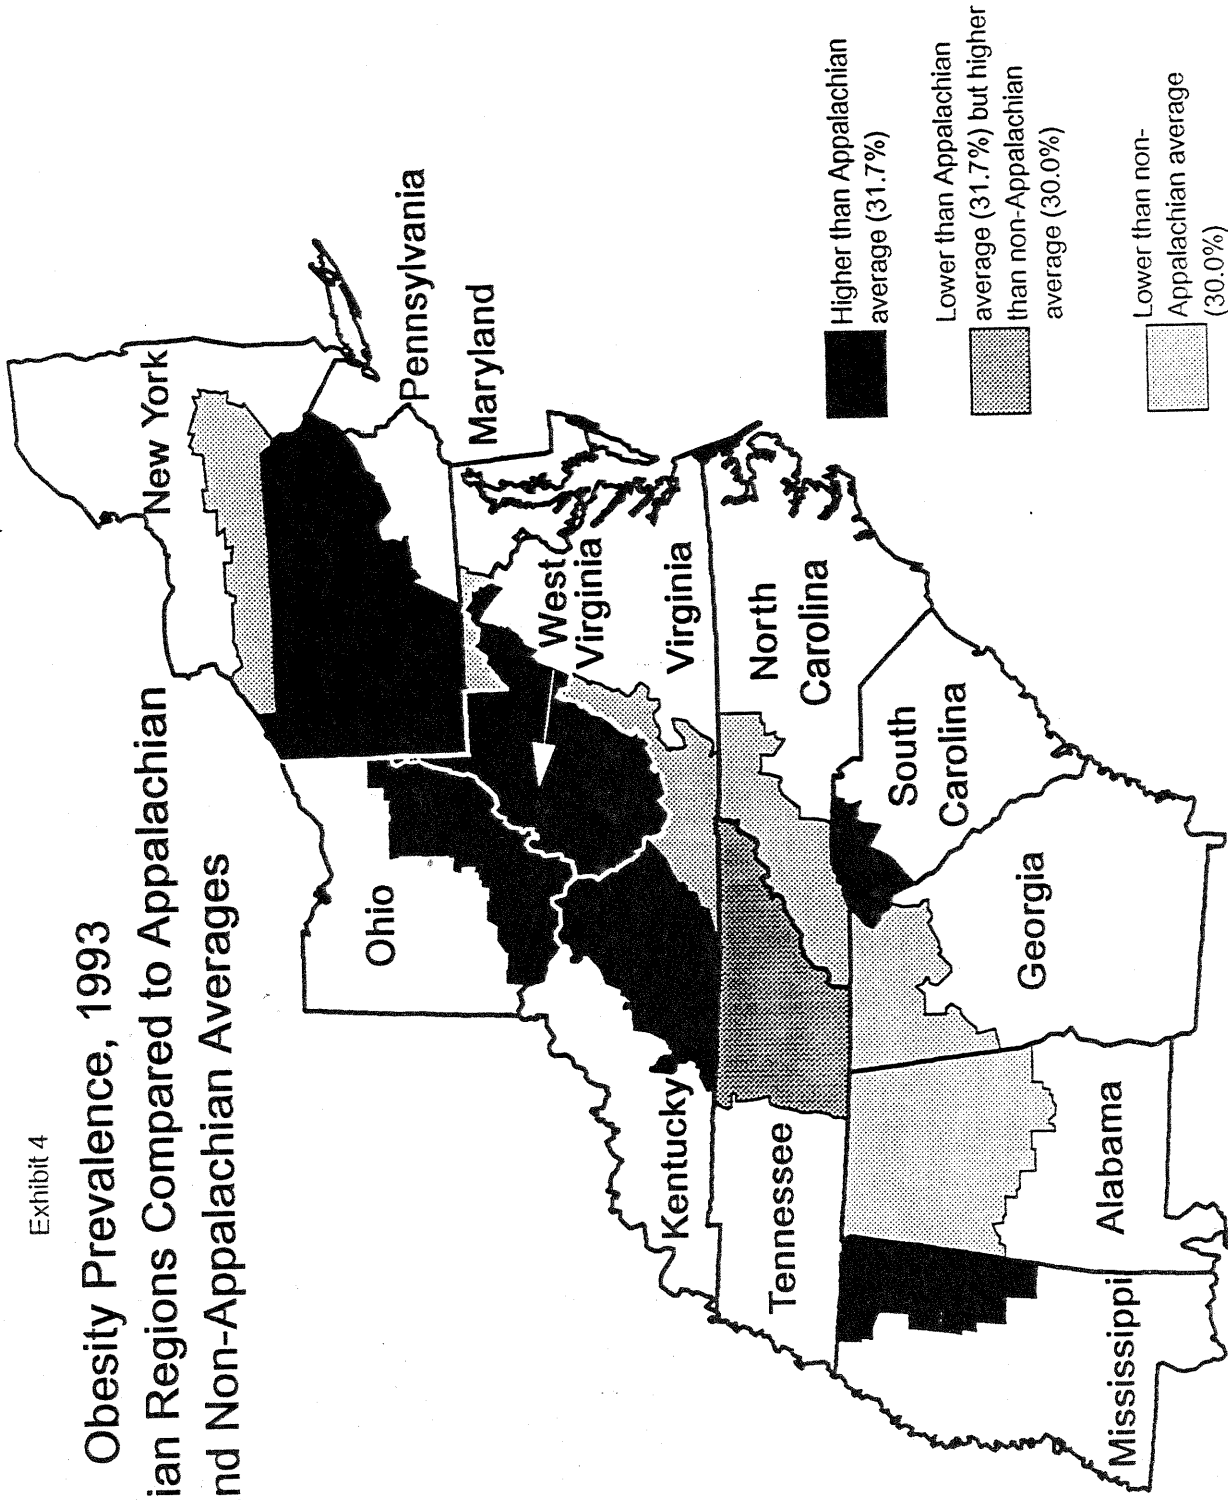 Exhibit 4
Obesity Prevalence, 1993
ian Regions Compared to Appalachian
nd Non-Appalachian Averages
New York
Pennsylvania
Maryland
Ohio
West
Virginia
Virginia
Kentucky
North
Carolina
Tennessee
South
Carolina
Georgia
Alabama
Mississippi
Higher than Appalachian
average (31.7%)
Lower than Appalachian
average (31.7%) but higher
than non-Appalachian
average (30.0%)
Lower than non-
Appalachian average
(30.0%)